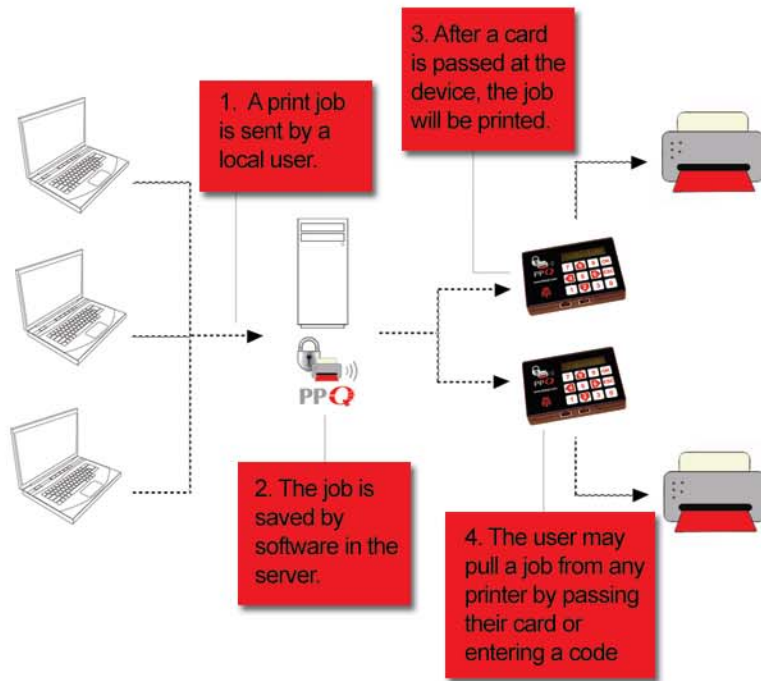 1. A print job
is sent by a
local user.
3. After a card
is passed at the
device, the job
will be printed.
PPQ
PPQ
PPQ
2. The job is
saved by
software in the
server.
4. The user may
pull a job from any
printer by passing
their card or
entering a code